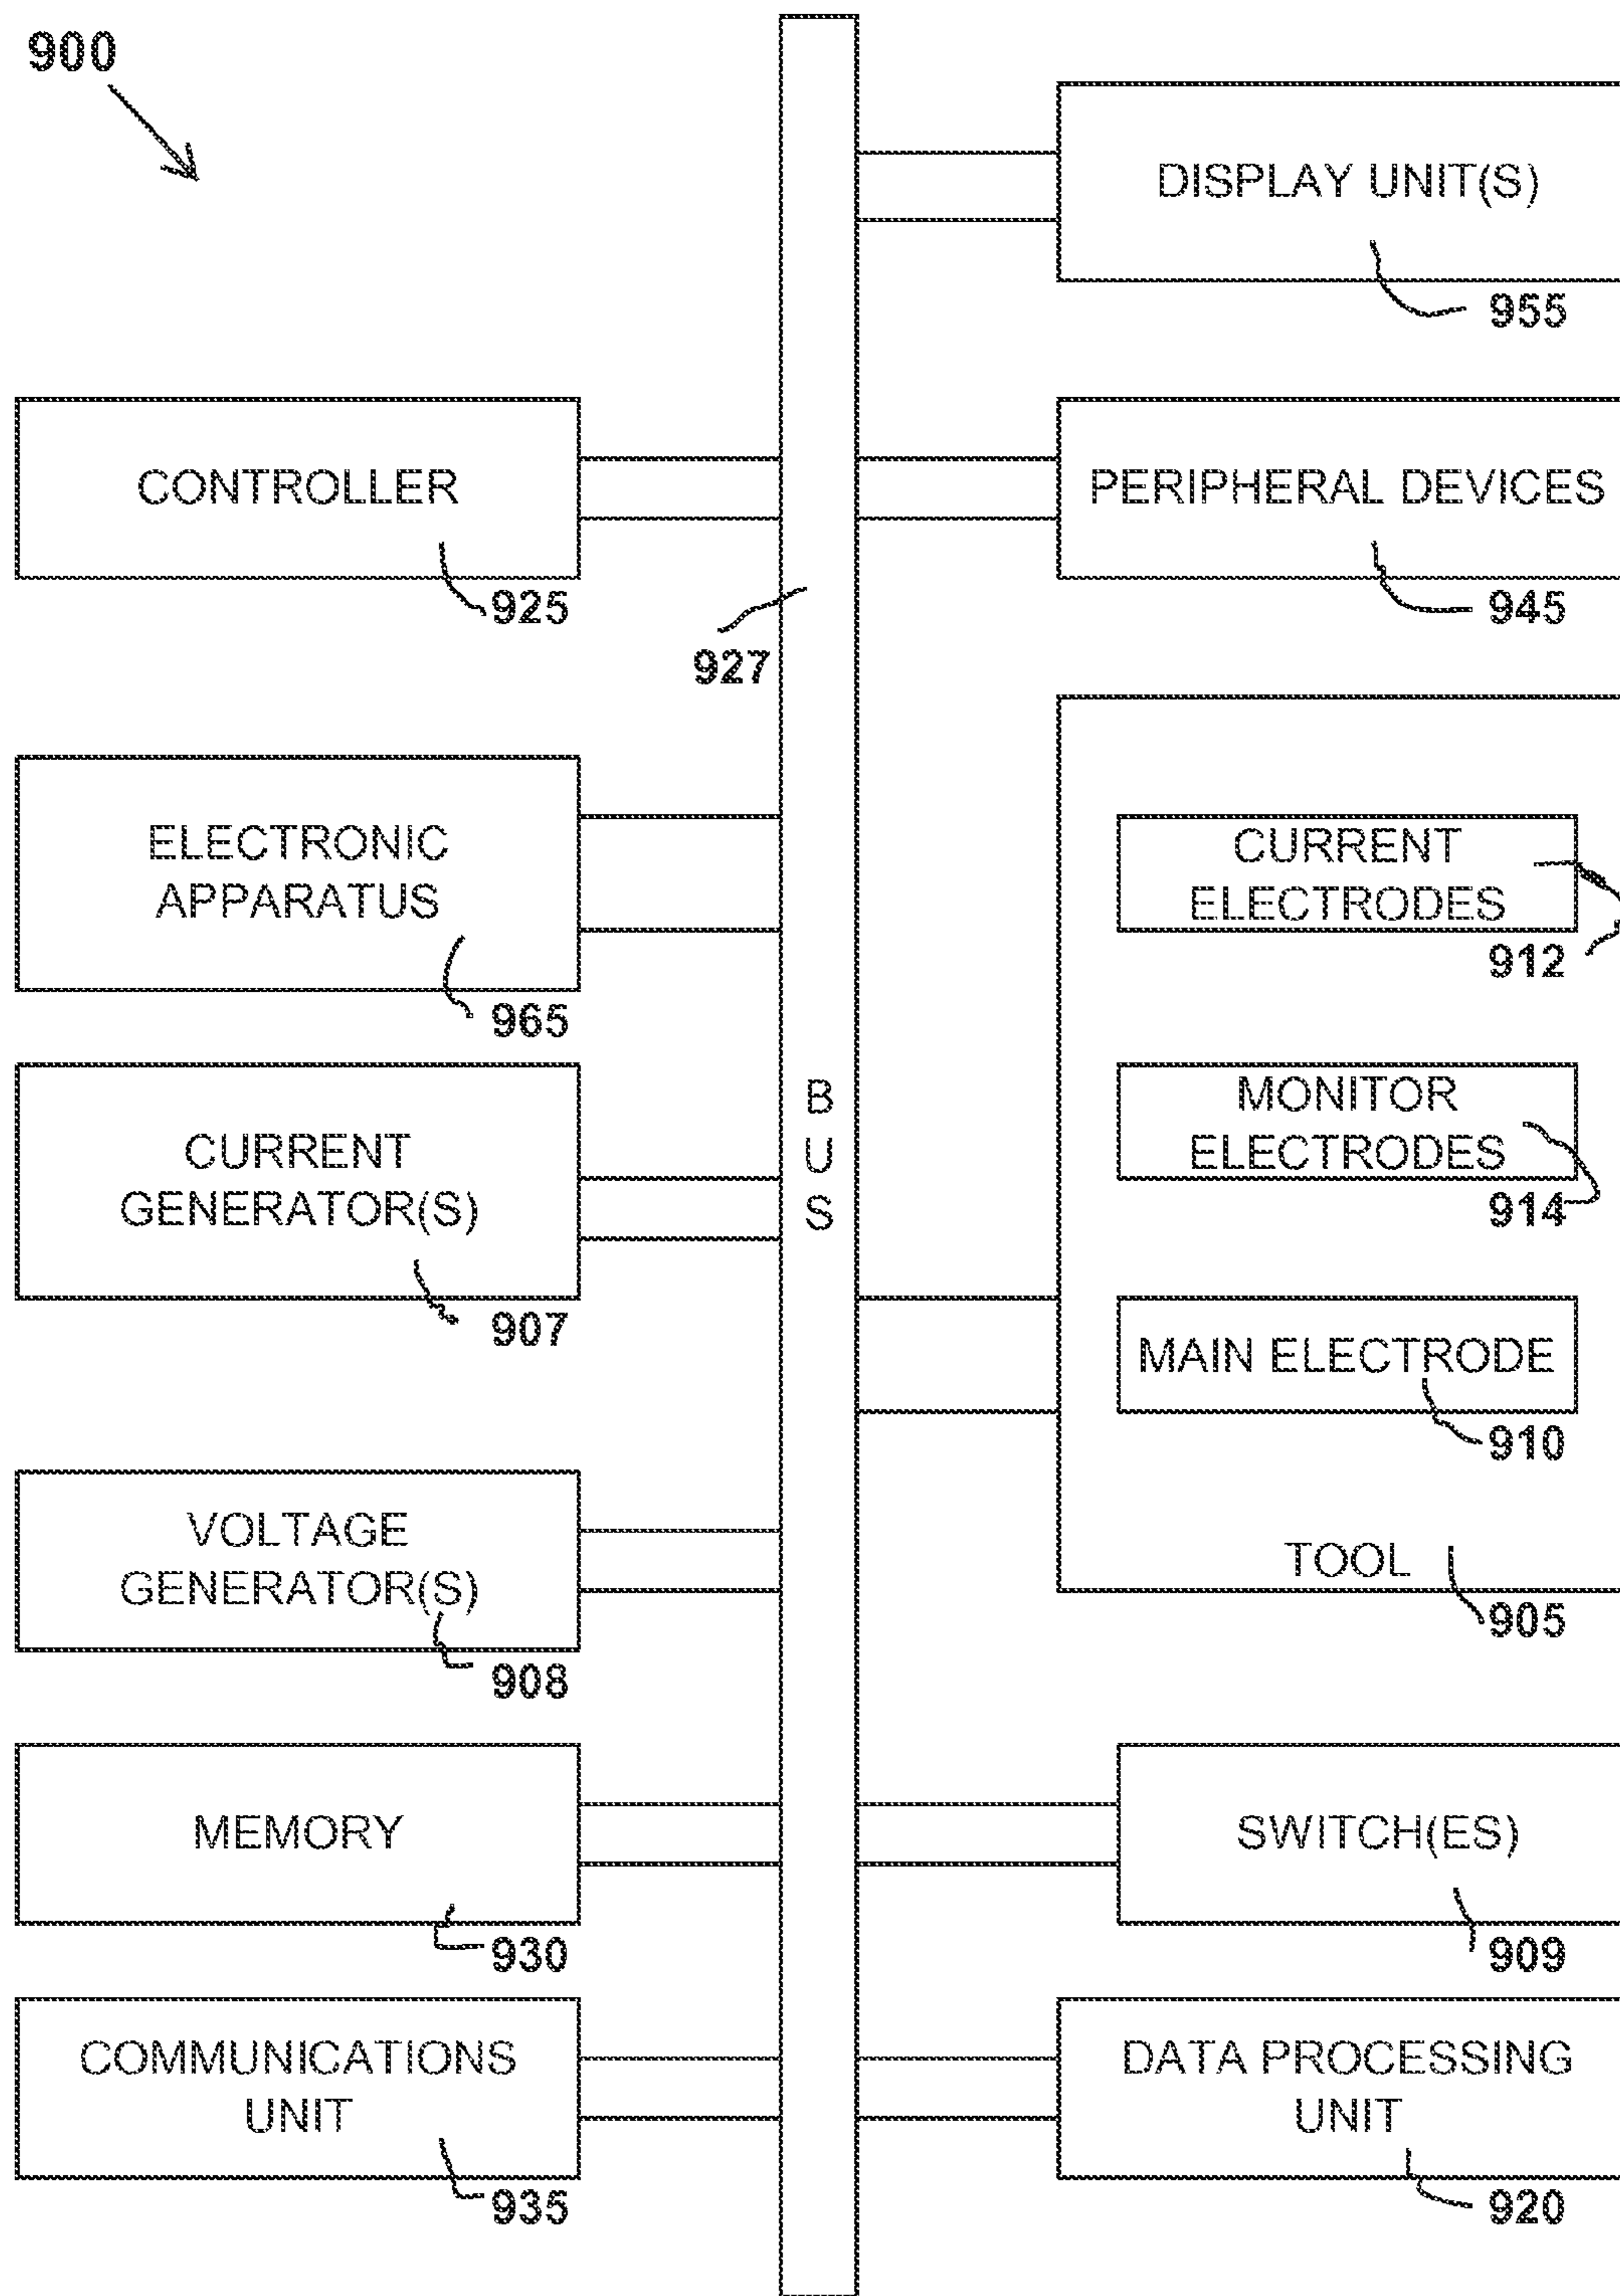 900
DISPLAY UNIT(S)
955
CONTROLLER
925
PERIPHERAL DEVICES
945
927
ELECTRONIC
APPARATUS
965
CURRENT
GENERATOR(S)
907
VOLTAGE
GENERATOR(S)
908
MEMORY
930
COMMUNICATIONS
UNIT
935
B
U
S
CURRENT
ELECTRODES
912
MONITOR
ELECTRODES
914
MAIN ELECTRODE
910
TOOL
905
SWITCH(ES)
909
DATA PROCESSING
UNIT
920